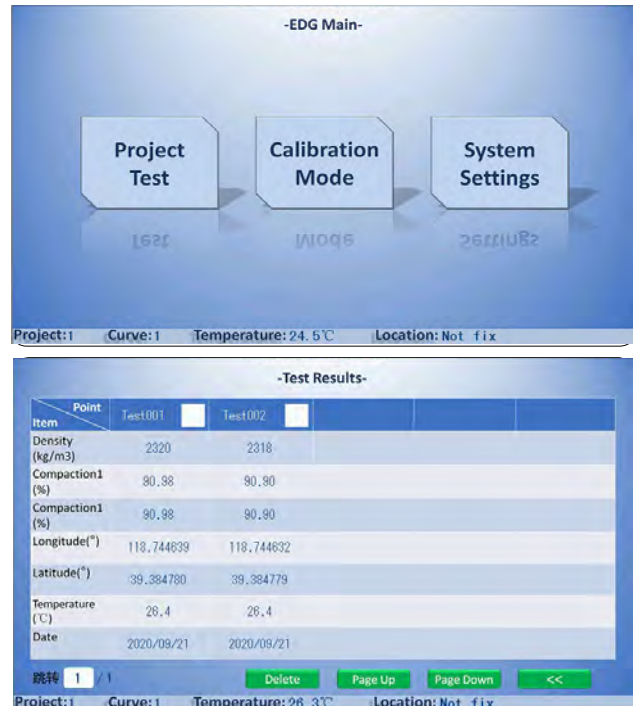 -EDG Main-
Project Test
Calibration Mode
System Settings
Project:1 Curve:1 Temperature:24.5℃ Location:Not fix
-Test Results-
Point
Item Test001 Test002
Density (kg/m3) 2320 2318
Compaction1 (%) 90.98 90.90
Compaction1 (%) 90.98 90.90
Longitude(°) 118.744639 118.744632
Latitude(°) 39.384780 39.384779
Temperature (℃) 26.4 26.4
Date 2020/09/21 2020/09/21
跳转 1 / 1 Delete Page Up Page Down <<
Project:1 Curve:1 Temperature:26.3℃ Location:Not fix